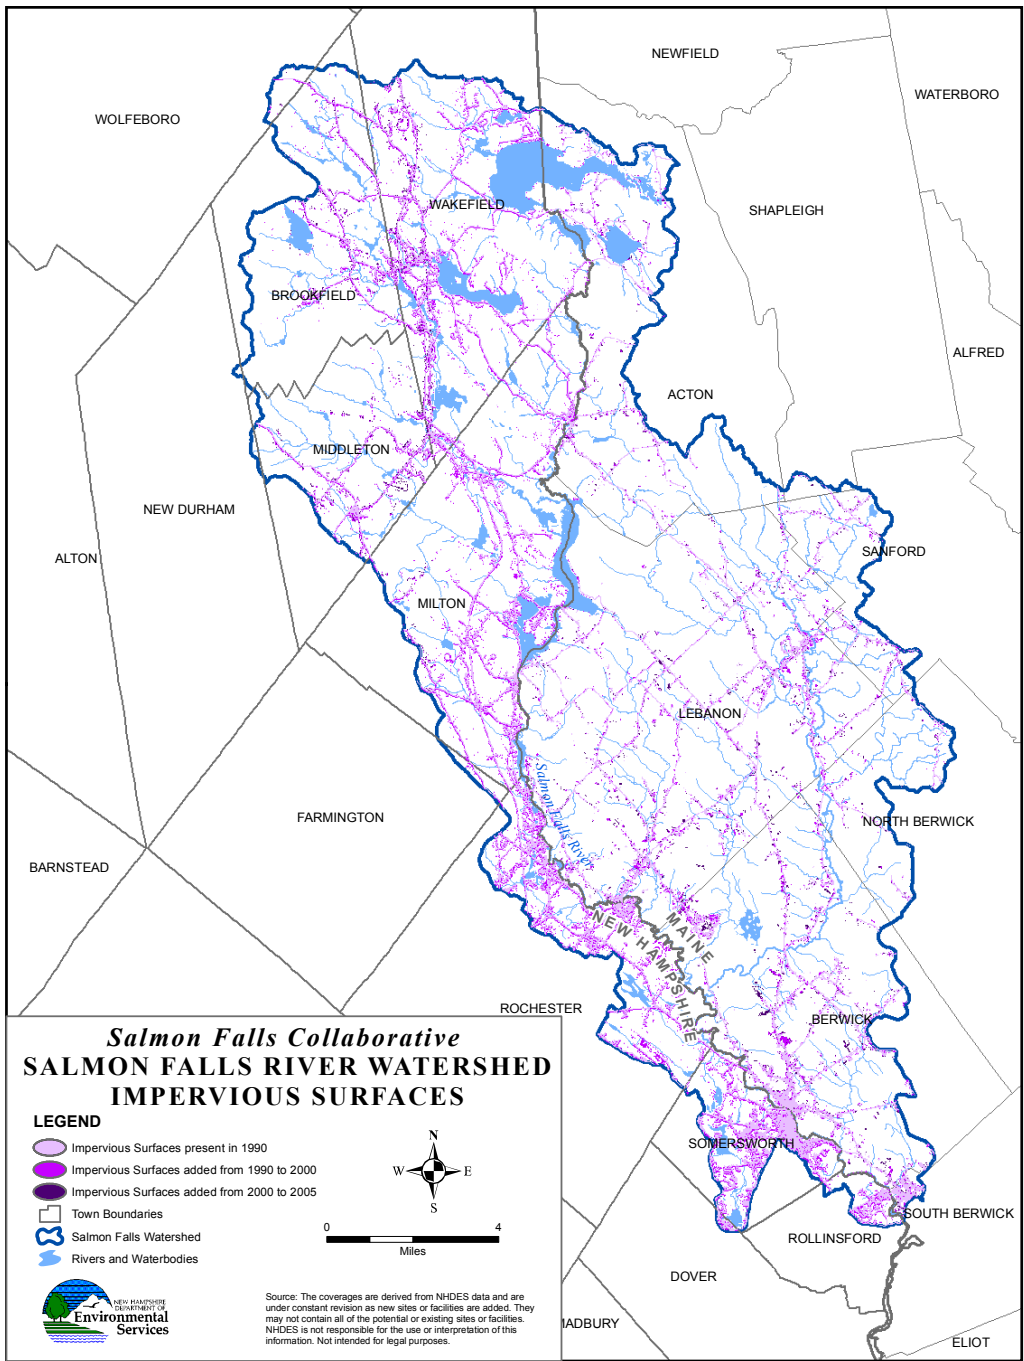 NEWFIELD
WATERBORO
WOLFEBORO
WAKEFIELD
SHAPLEIGH
BROOKFIELD
ALFRED
ACTON
MIDDLETON
NEW DURHAM
SANFORD
ALTON
MILTON
LEBANON
Salmon Falls River
FARMINGTON
NORTH BERWICK
BARNSTEAD
MAINE
NEW HAMPSHIRE
ROCHESTER
BERWICK
SOMERSWORTH
SOUTH BERWICK
ROLLINSFORD
DOVER
MADBURY
ELIOT
Salmon Falls Collaborative
SALMON FALLS RIVER WATERSHED
IMPERVIOUS SURFACES
LEGEND
Impervious Surfaces present in 1990
Impervious Surfaces added from 1990 to 2000
Impervious Surfaces added from 2000 to 2005
Town Boundaries
Salmon Falls Watershed
Rivers and Waterbodies
N
W E
S
0 4
Miles
NEW HAMPSHIRE
DEPARTMENT OF
Environmental
Services
Source: The coverages are derived from NHDES data and are
under constant revision as new sites or facilities are added. They
may not contain all of the potential or existing sites or facilities.
NHDES is not responsible for the use or interpretation of this
information. Not intended for legal purposes.